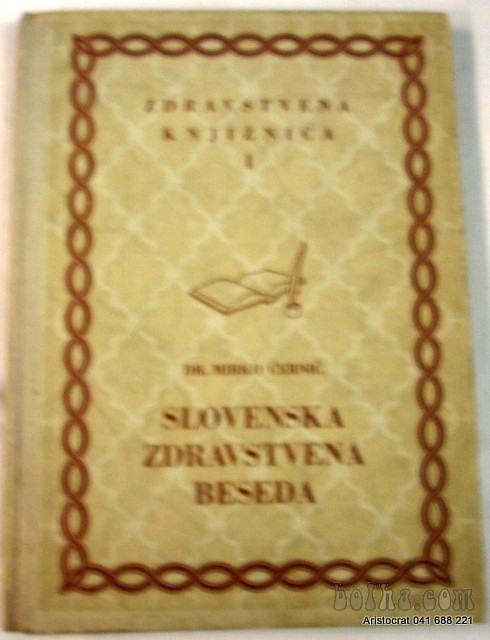 ZDRAVSTVENA
KNJIŽNICA
1
DR. MIRKO ČERNIČ
SLOVENSKA
ZDRAVSTVENA
BESEDA
bolha.com
Aristocrat 041 688 221